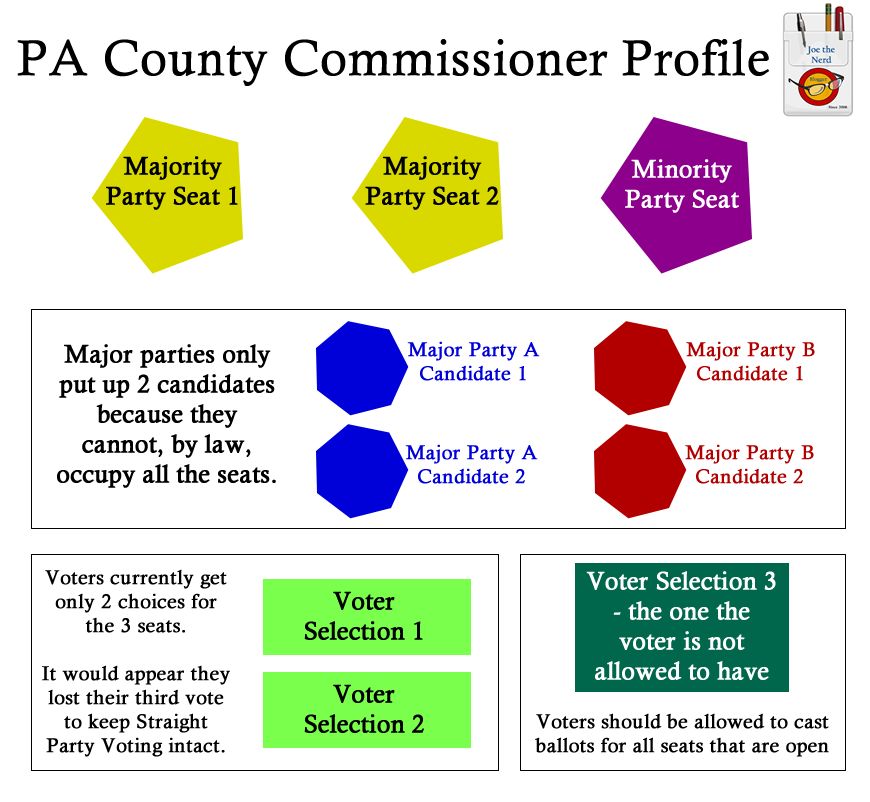 PA County Commissioner Profile
Joe the
Nerd
Blogger
Since 2006
Majority
Party Seat 1
Majority
Party Seat 2
Minority
Party Seat
Major parties only
put up 2 candidates
because they
cannot, by law,
occupy all the seats.
Major Party A
Candidate 1
Major Party B
Candidate 1
Major Party A
Candidate 2
Major Party B
Candidate 2
Voters currently get
only 2 choices for
the 3 seats.
It would appear they
lost their third vote
to keep Straight
Party Voting intact.
Voter
Selection 1
Voter
Selection 2
Voter Selection 3
- the one the
voter is not
allowed to have
Voters should be allowed to cast
ballots for all seats that are open